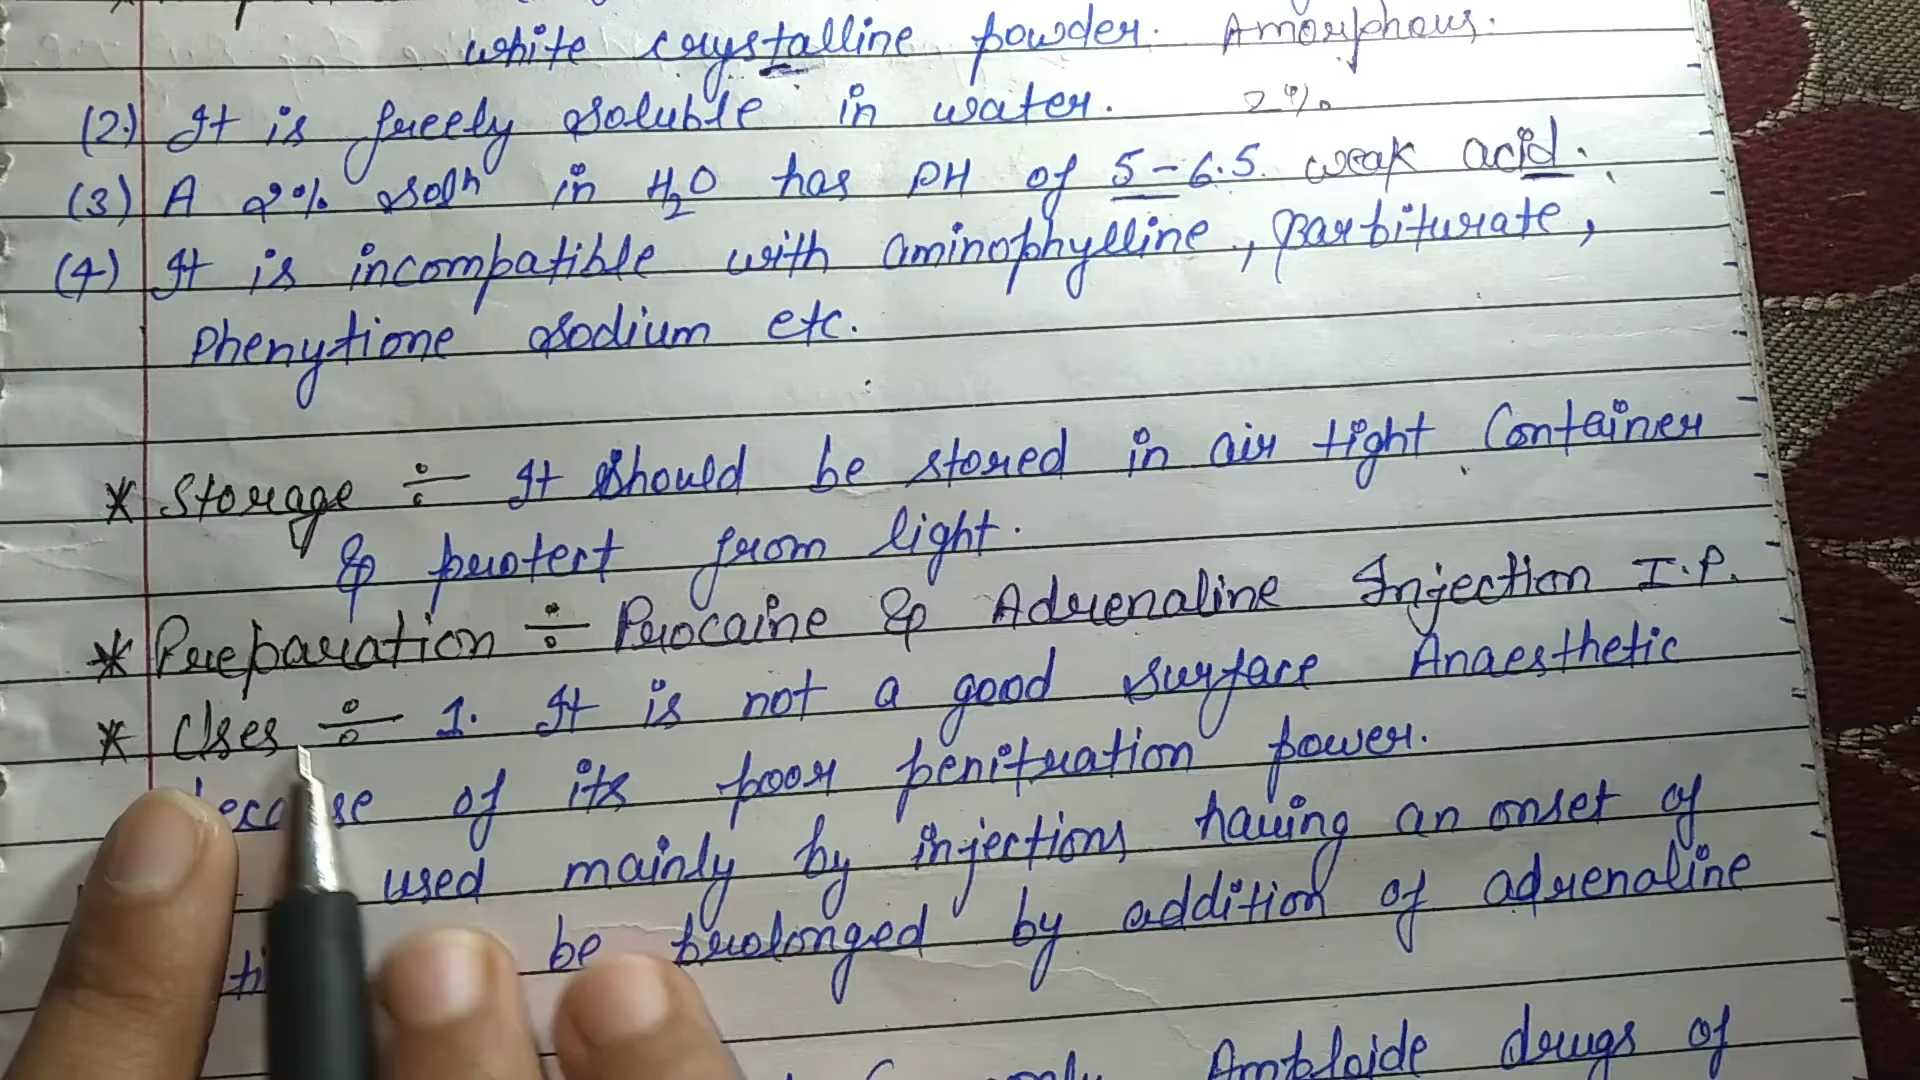 white crystalline powder. Amorphous.
(2.) It is freely soluble in water. 2%
(3) A 2% soln in H2O has PH of 5-6.5. weak acid.
(4) It is incompatible with aminophylline, Barbiturate,
Phenytione sodium etc.
* Storage ÷ It should be stored in air tight Container
& protect from light.
* Preparation ÷ Procaine & Adrenaline Injection I.P.
* Uses ÷ 1. It is not a good surface Anaesthetic
of its poor penitration power.
used mainly by injections having an onset of
be prolonged by addition of adrenaline
drugs of